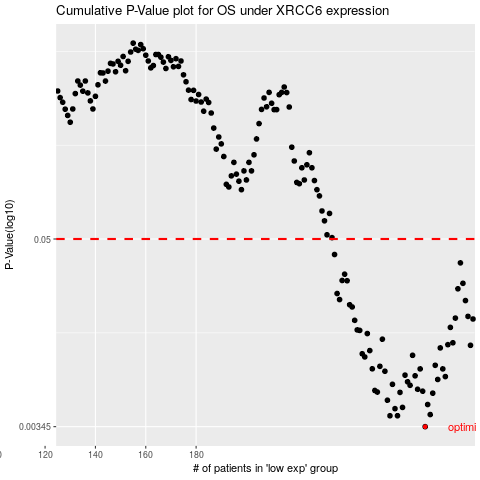 Cumulative P-Value plot for OS under XRCC6 expression
P-Value(log10)
0.05
0.00345
optimi
0 120 140 160 180
# of patients in 'low exp' group